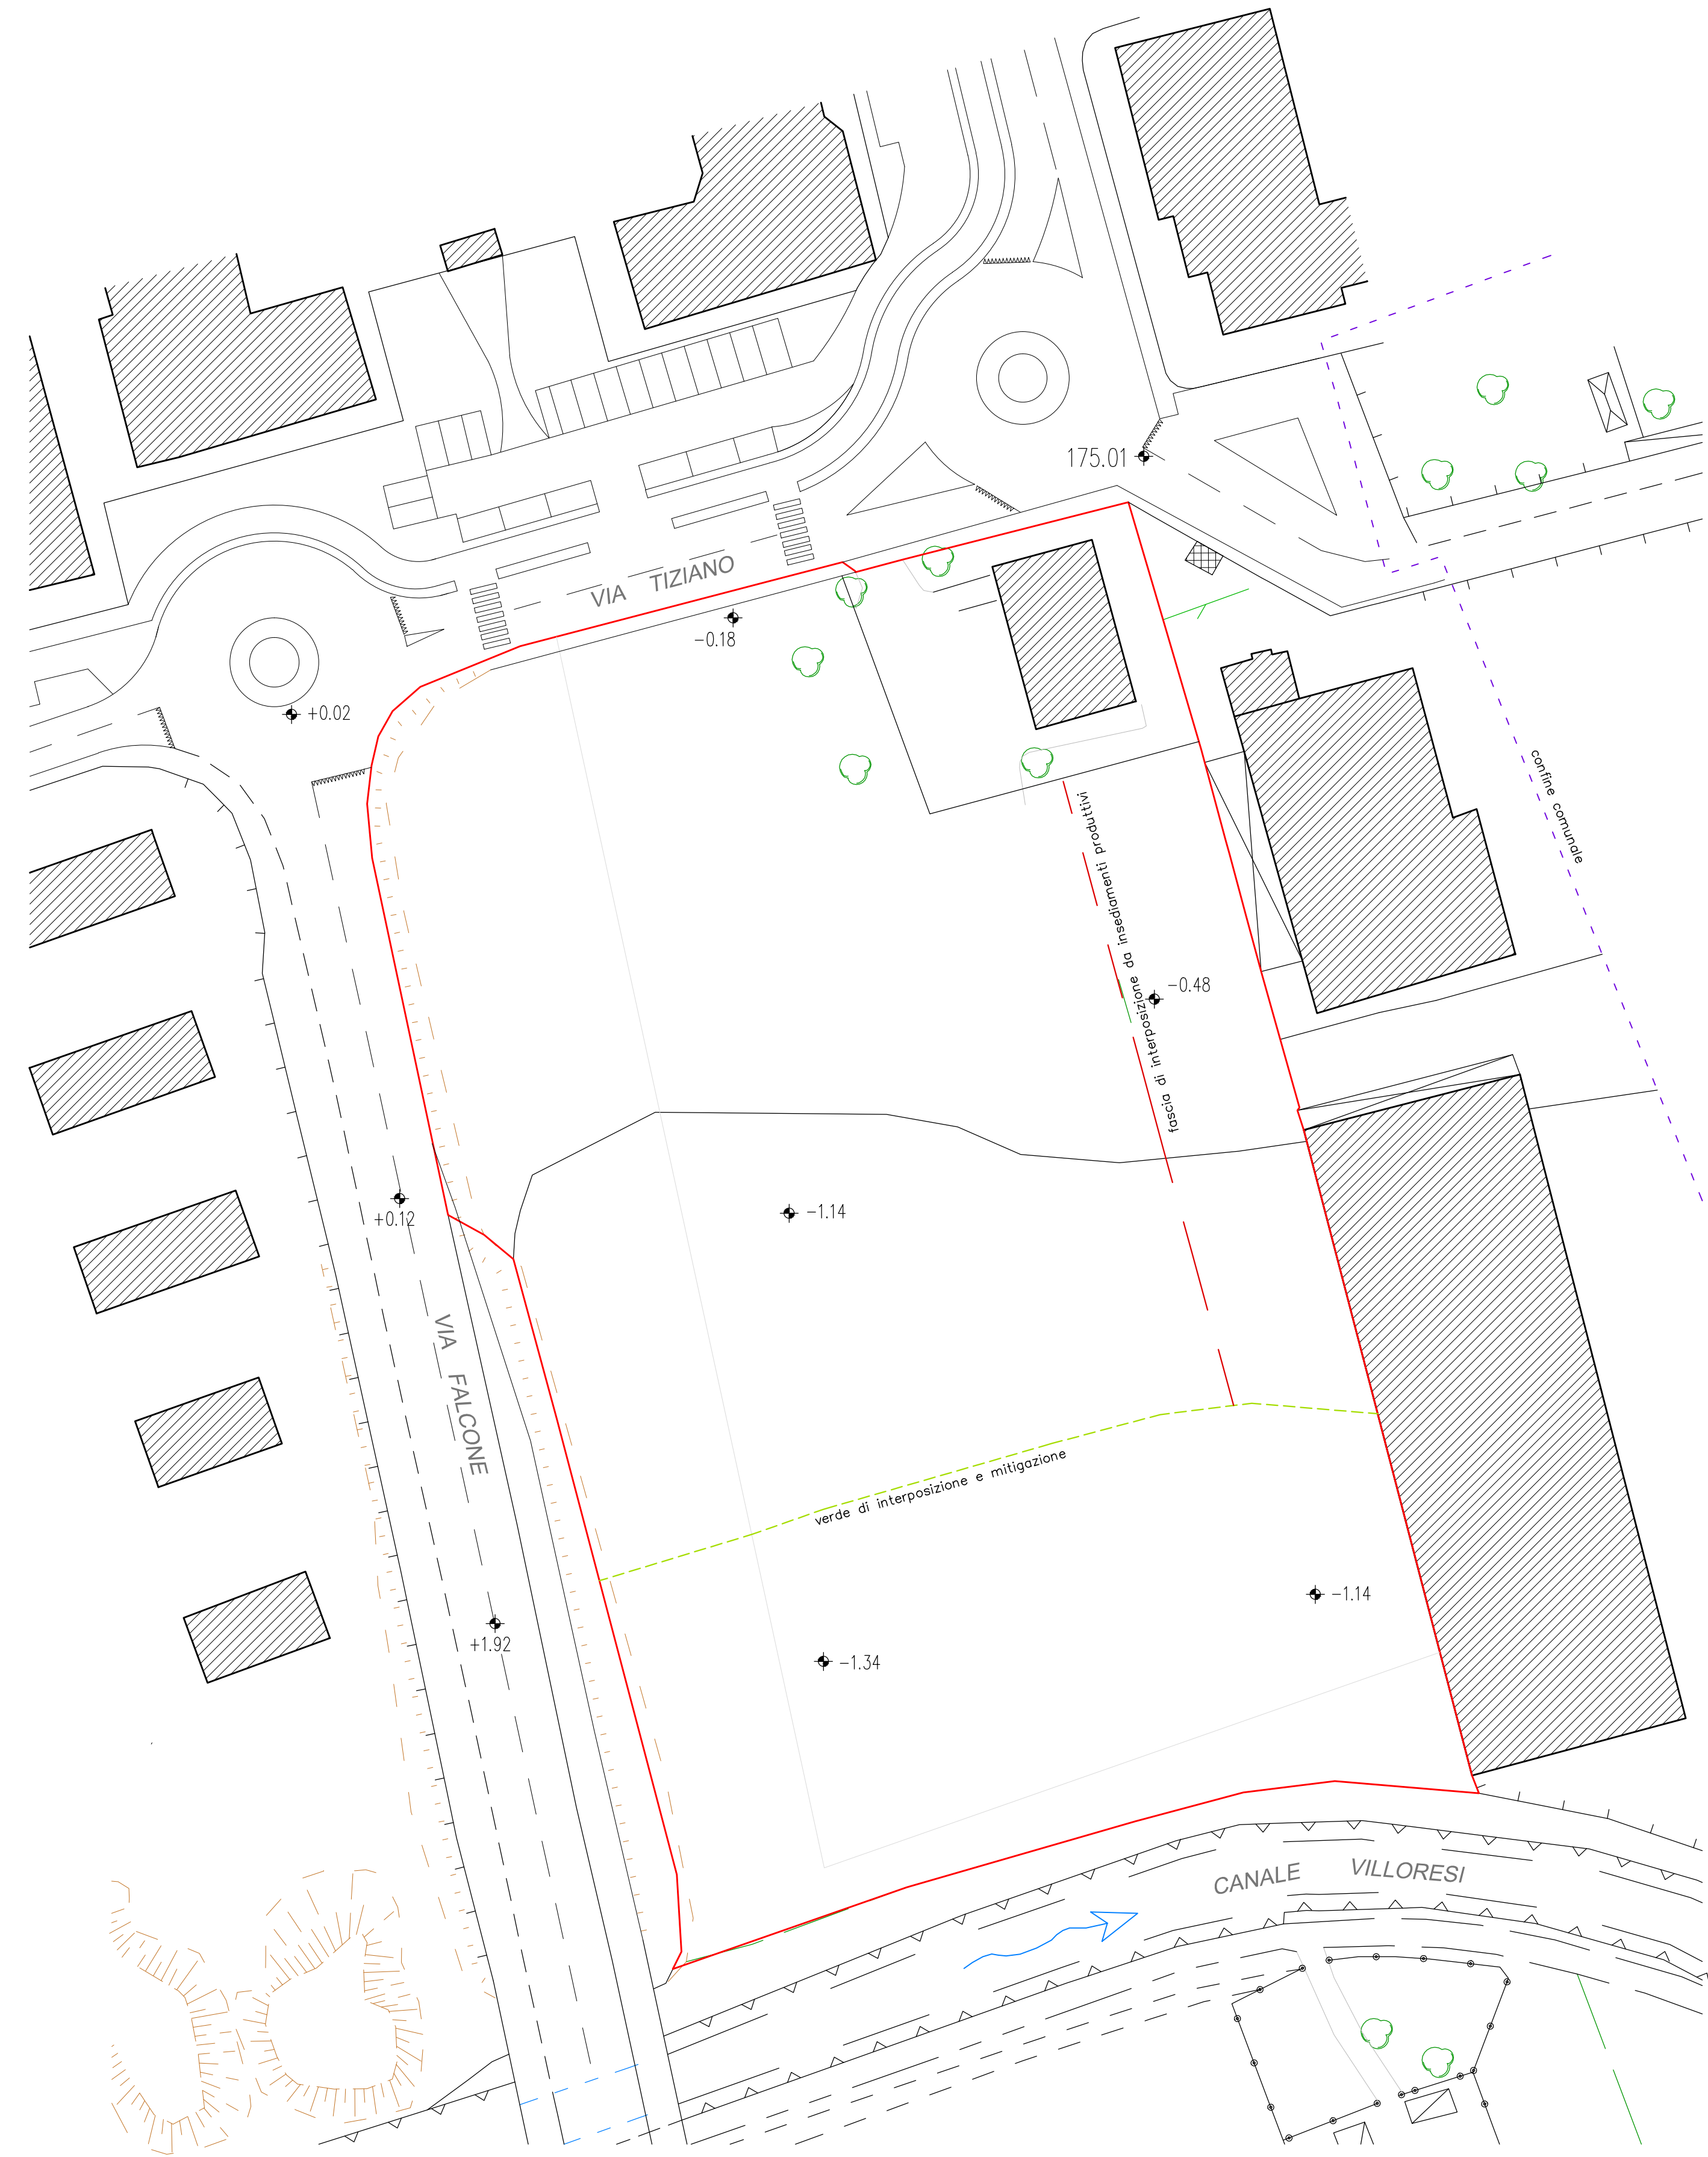 175.01
VIA TIZIANO
-0.18
+0.02
confine comunale
fascia di interposizione da insediamenti produttivi
-0.48
+0.12
-1.14
VIA FALCONE
verde di interposizione e mitigazione
-1.14
+1.92
-1.34
CANALE VILLORESI